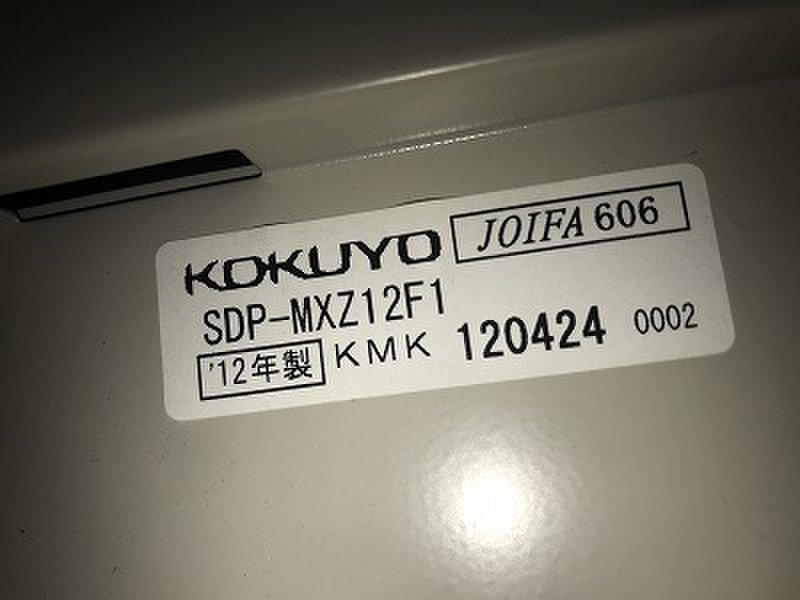 KOKUYO JOIFA 606
SDP-MXZ12F1
'12年製 KMK 120424 0002